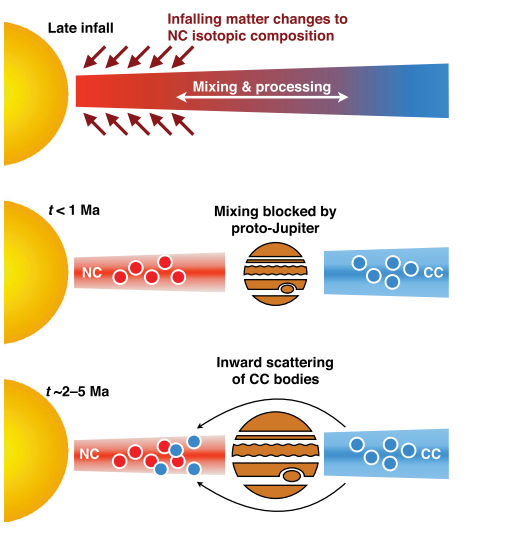 Late infall
Infalling matter changes to
NC isotopic composition
Mixing & processing
t < 1 Ma
Mixing blocked by
proto-Jupiter
NC
CC
Inward scattering
of CC bodies
t ~2–5 Ma
NC
CC